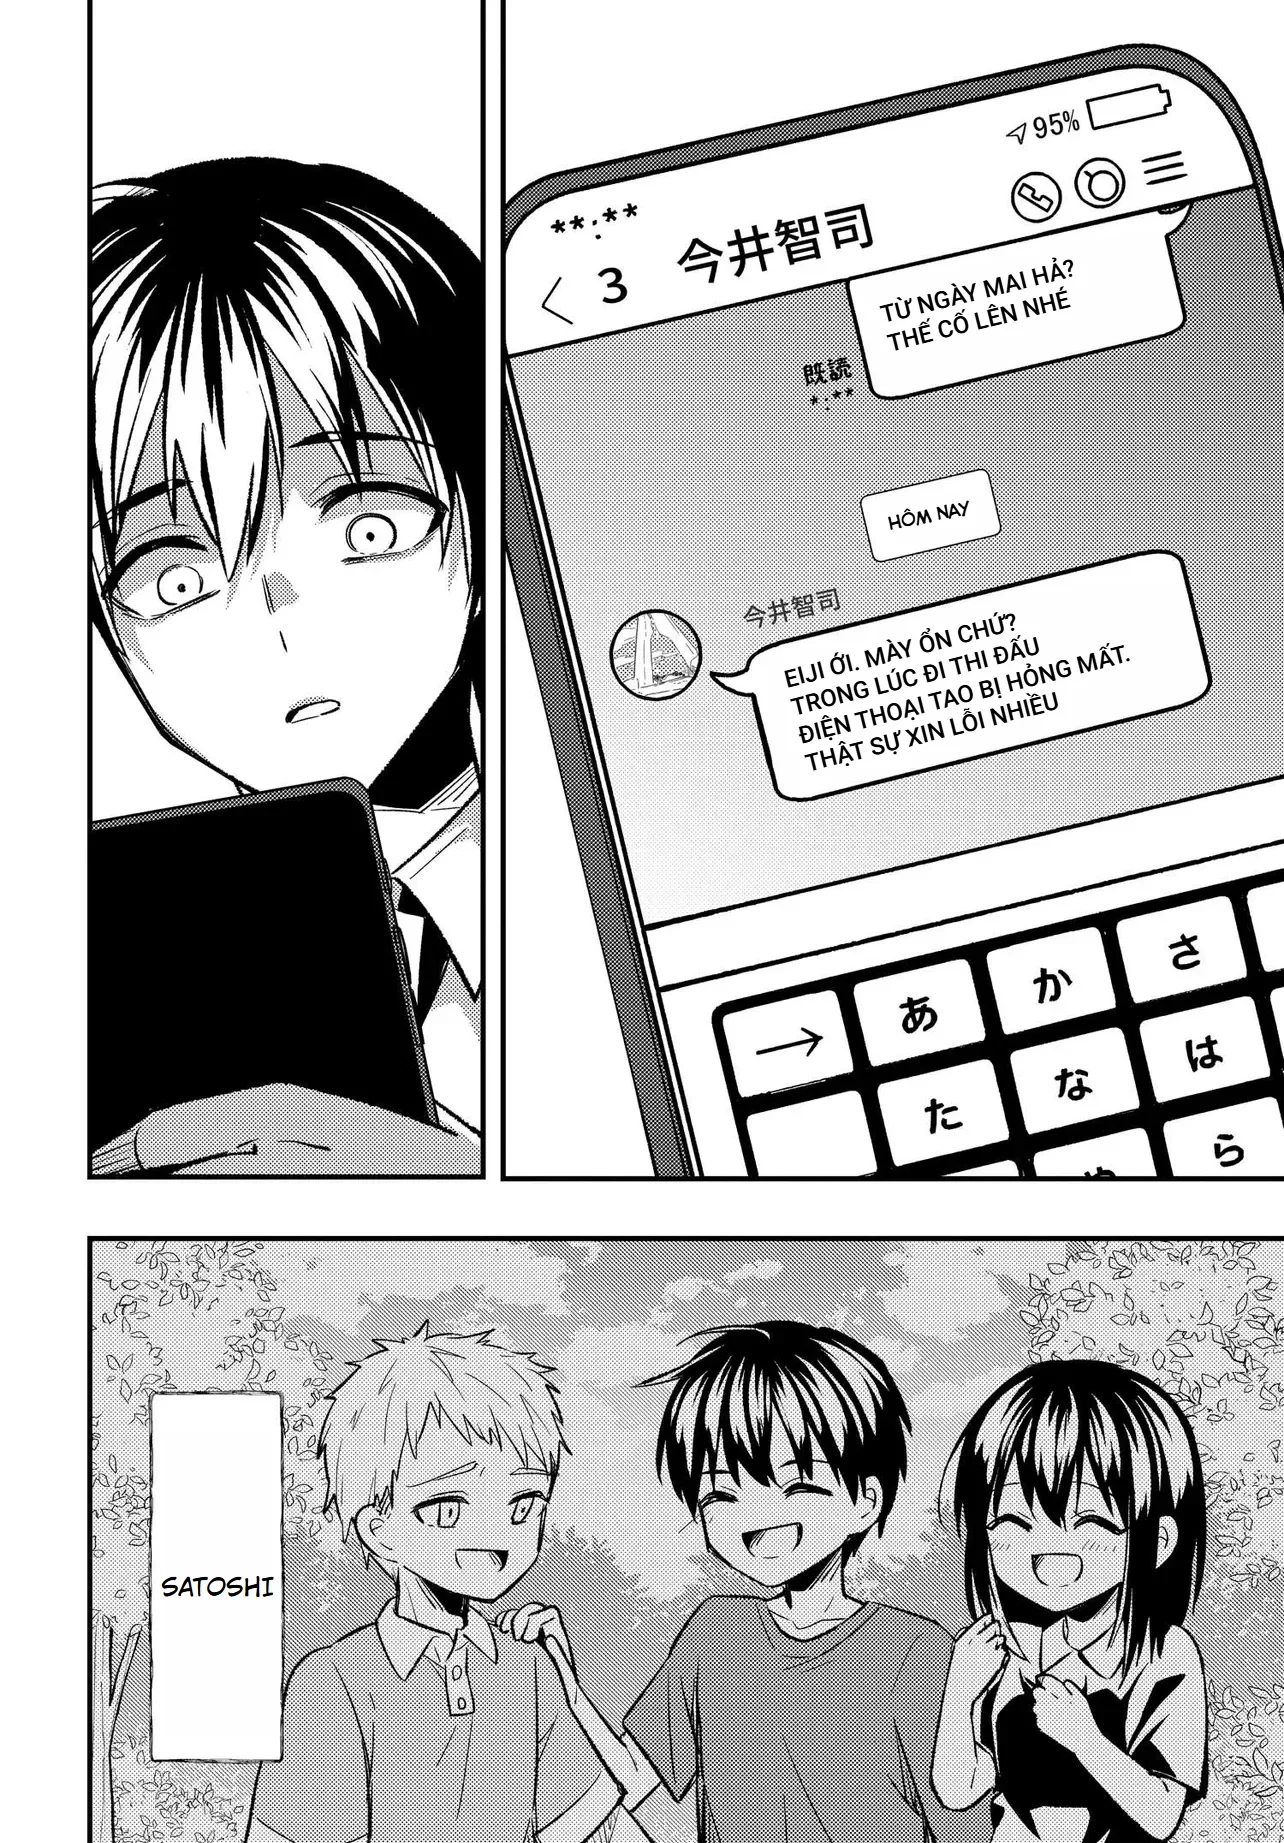 95%
**:**
3 今井智司
TỪ NGÀY MAI HẢ?
THẾ CỐ LÊN NHÉ
既読
*:**
HÔM NAY
今井智司
EIJI ỚI. MÀY ỔN CHỨ?
TRONG LÚC ĐI THI ĐẤU
ĐIỆN THOẠI TAO BỊ HỎNG MẤT.
THẬT SỰ XIN LỖI NHIỀU
→ あ か さ
た な は
ら
SATOSHI